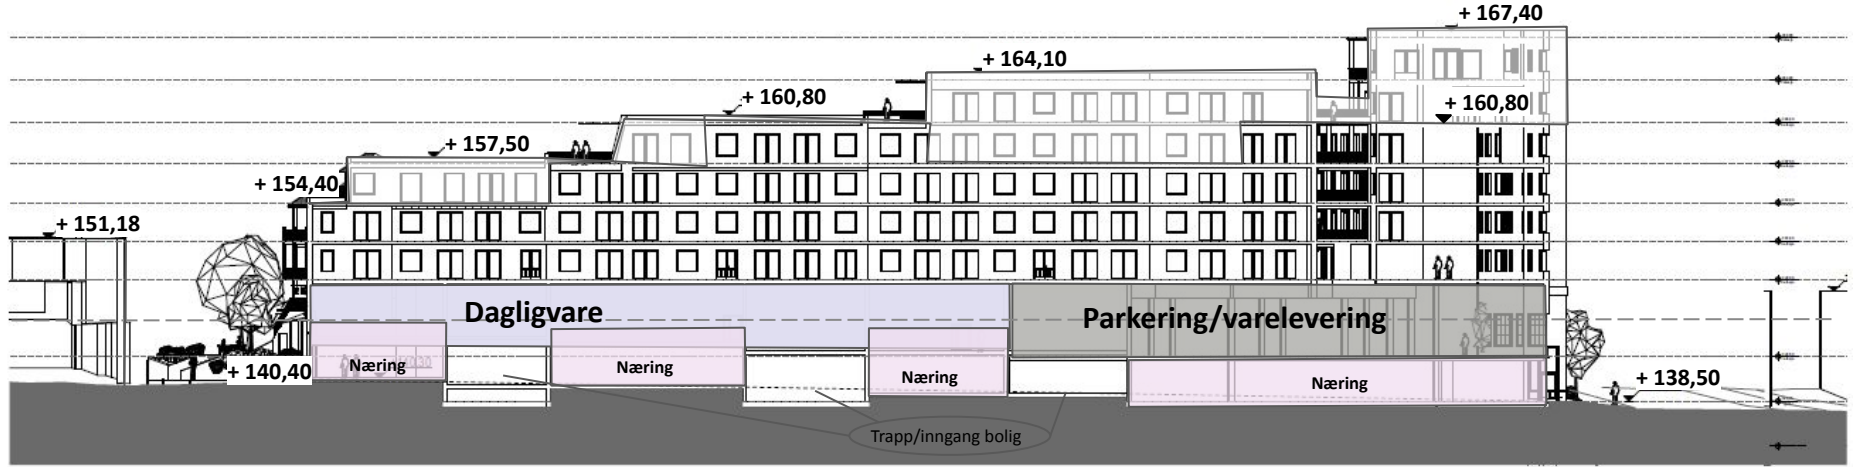 + 167,40
+ 164,10
+ 160,80
+ 160,80
+ 157,50
+ 154,40
+ 151,18
Dagligvare
Parkering/varelevering
Næring
Næring
Næring
Næring
+ 140,40
+ 138,50
Trapp/inngang bolig